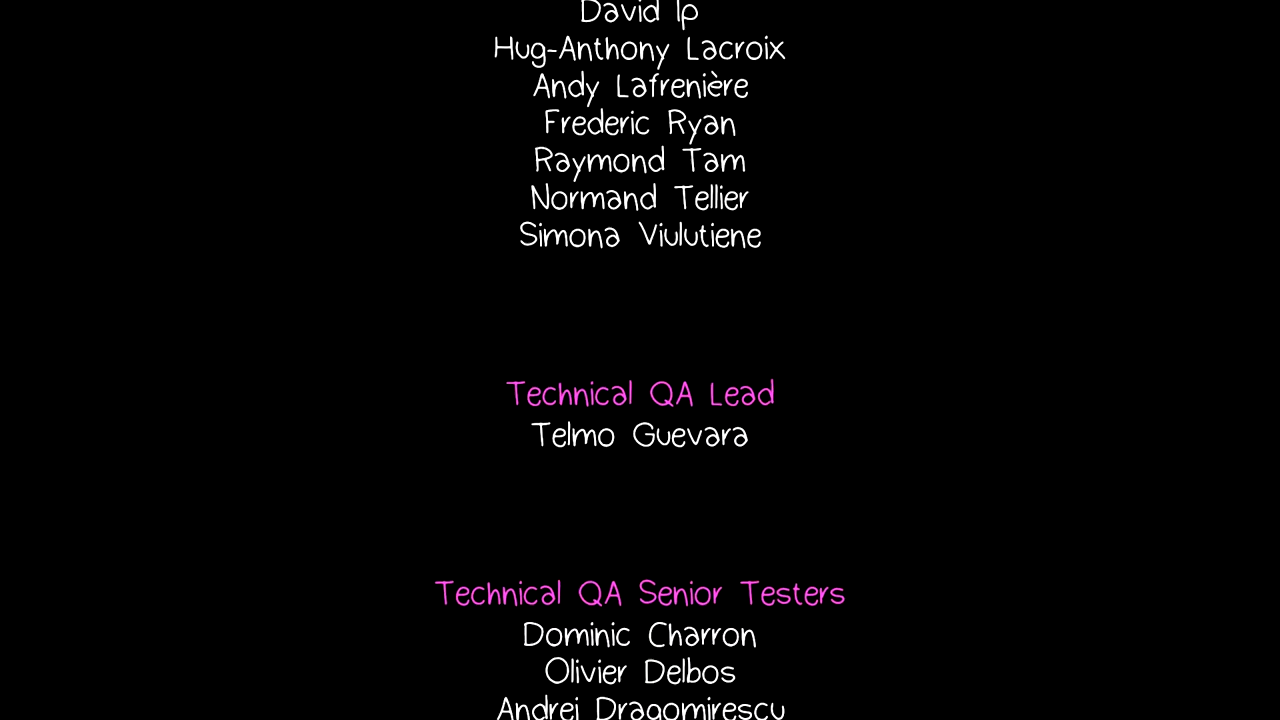 David Ip
Hug-Anthony Lacroix
Andy Lafrenière
Frederic Ryan
Raymond Tam
Normand Tellier
Simona Viulutiene
Technical QA Lead
Telmo Guevara
Technical QA Senior Testers
Dominic Charron
Olivier Delbos
Andrei Dragomirescu